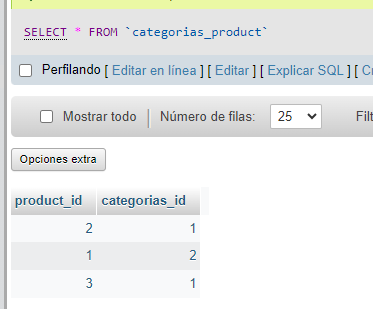 SELECT * FROM `categorias_product`
Perfilando [ Editar en línea ] [ Editar ] [ Explicar SQL ] [
Mostrar todo Número de filas: 25
Opciones extra
product_id categorias_id
2 1
1 2
3 1